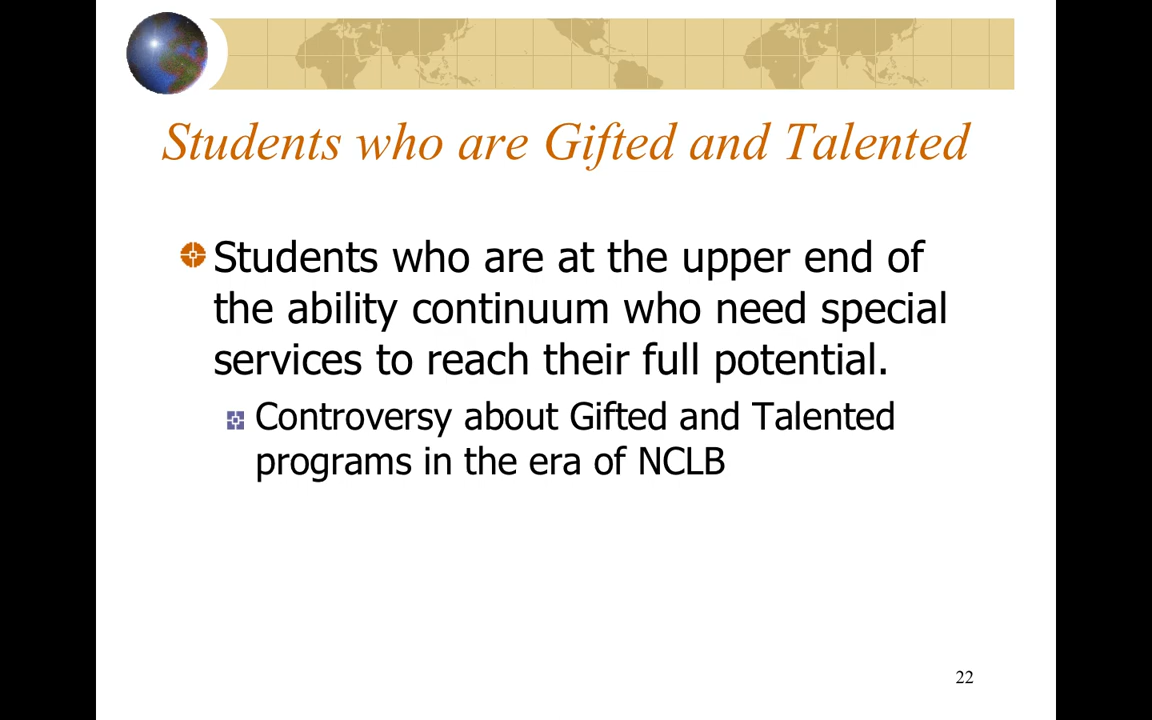 Students who are Gifted and Talented
Students who are at the upper end of
the ability continuum who need special
services to reach their full potential.
Controversy about Gifted and Talented
programs in the era of NCLB
22